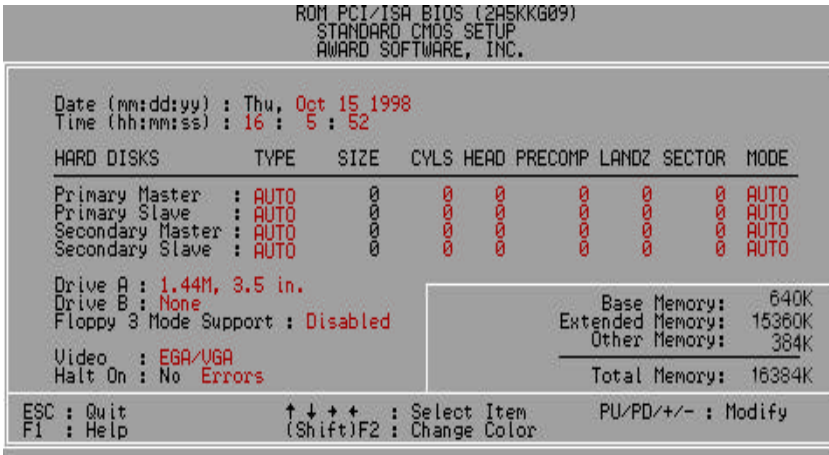 ROM PCI/ISA BIOS (2A5KKG09)
STANDARD CMOS SETUP
AWARD SOFTWARE, INC.
Date (mm:dd:yy) : Thu, Oct 15 1998
Time (hh:mm:ss) : 16 : 5 : 52
HARD DISKS TYPE SIZE CYLS HEAD PRECOMP LANDZ SECTOR MODE
Primary Master : AUTO 0 0 0 0 0 0 AUTO
Primary Slave : AUTO 0 0 0 0 0 0 AUTO
Secondary Master : AUTO 0 0 0 0 0 0 AUTO
Secondary Slave : AUTO 0 0 0 0 0 0 AUTO
Drive A : 1.44M, 3.5 in.
Drive B : None
Floppy 3 Mode Support : Disabled
Video : EGA/VGA
Halt On : No Errors
Base Memory: 640K
Extended Memory: 15360K
Other Memory: 384K
Total Memory: 16384K
ESC : Quit ↑ ↓ → ← : Select Item PU/PD/+/- : Modify
F1 : Help (Shift)F2 : Change Color